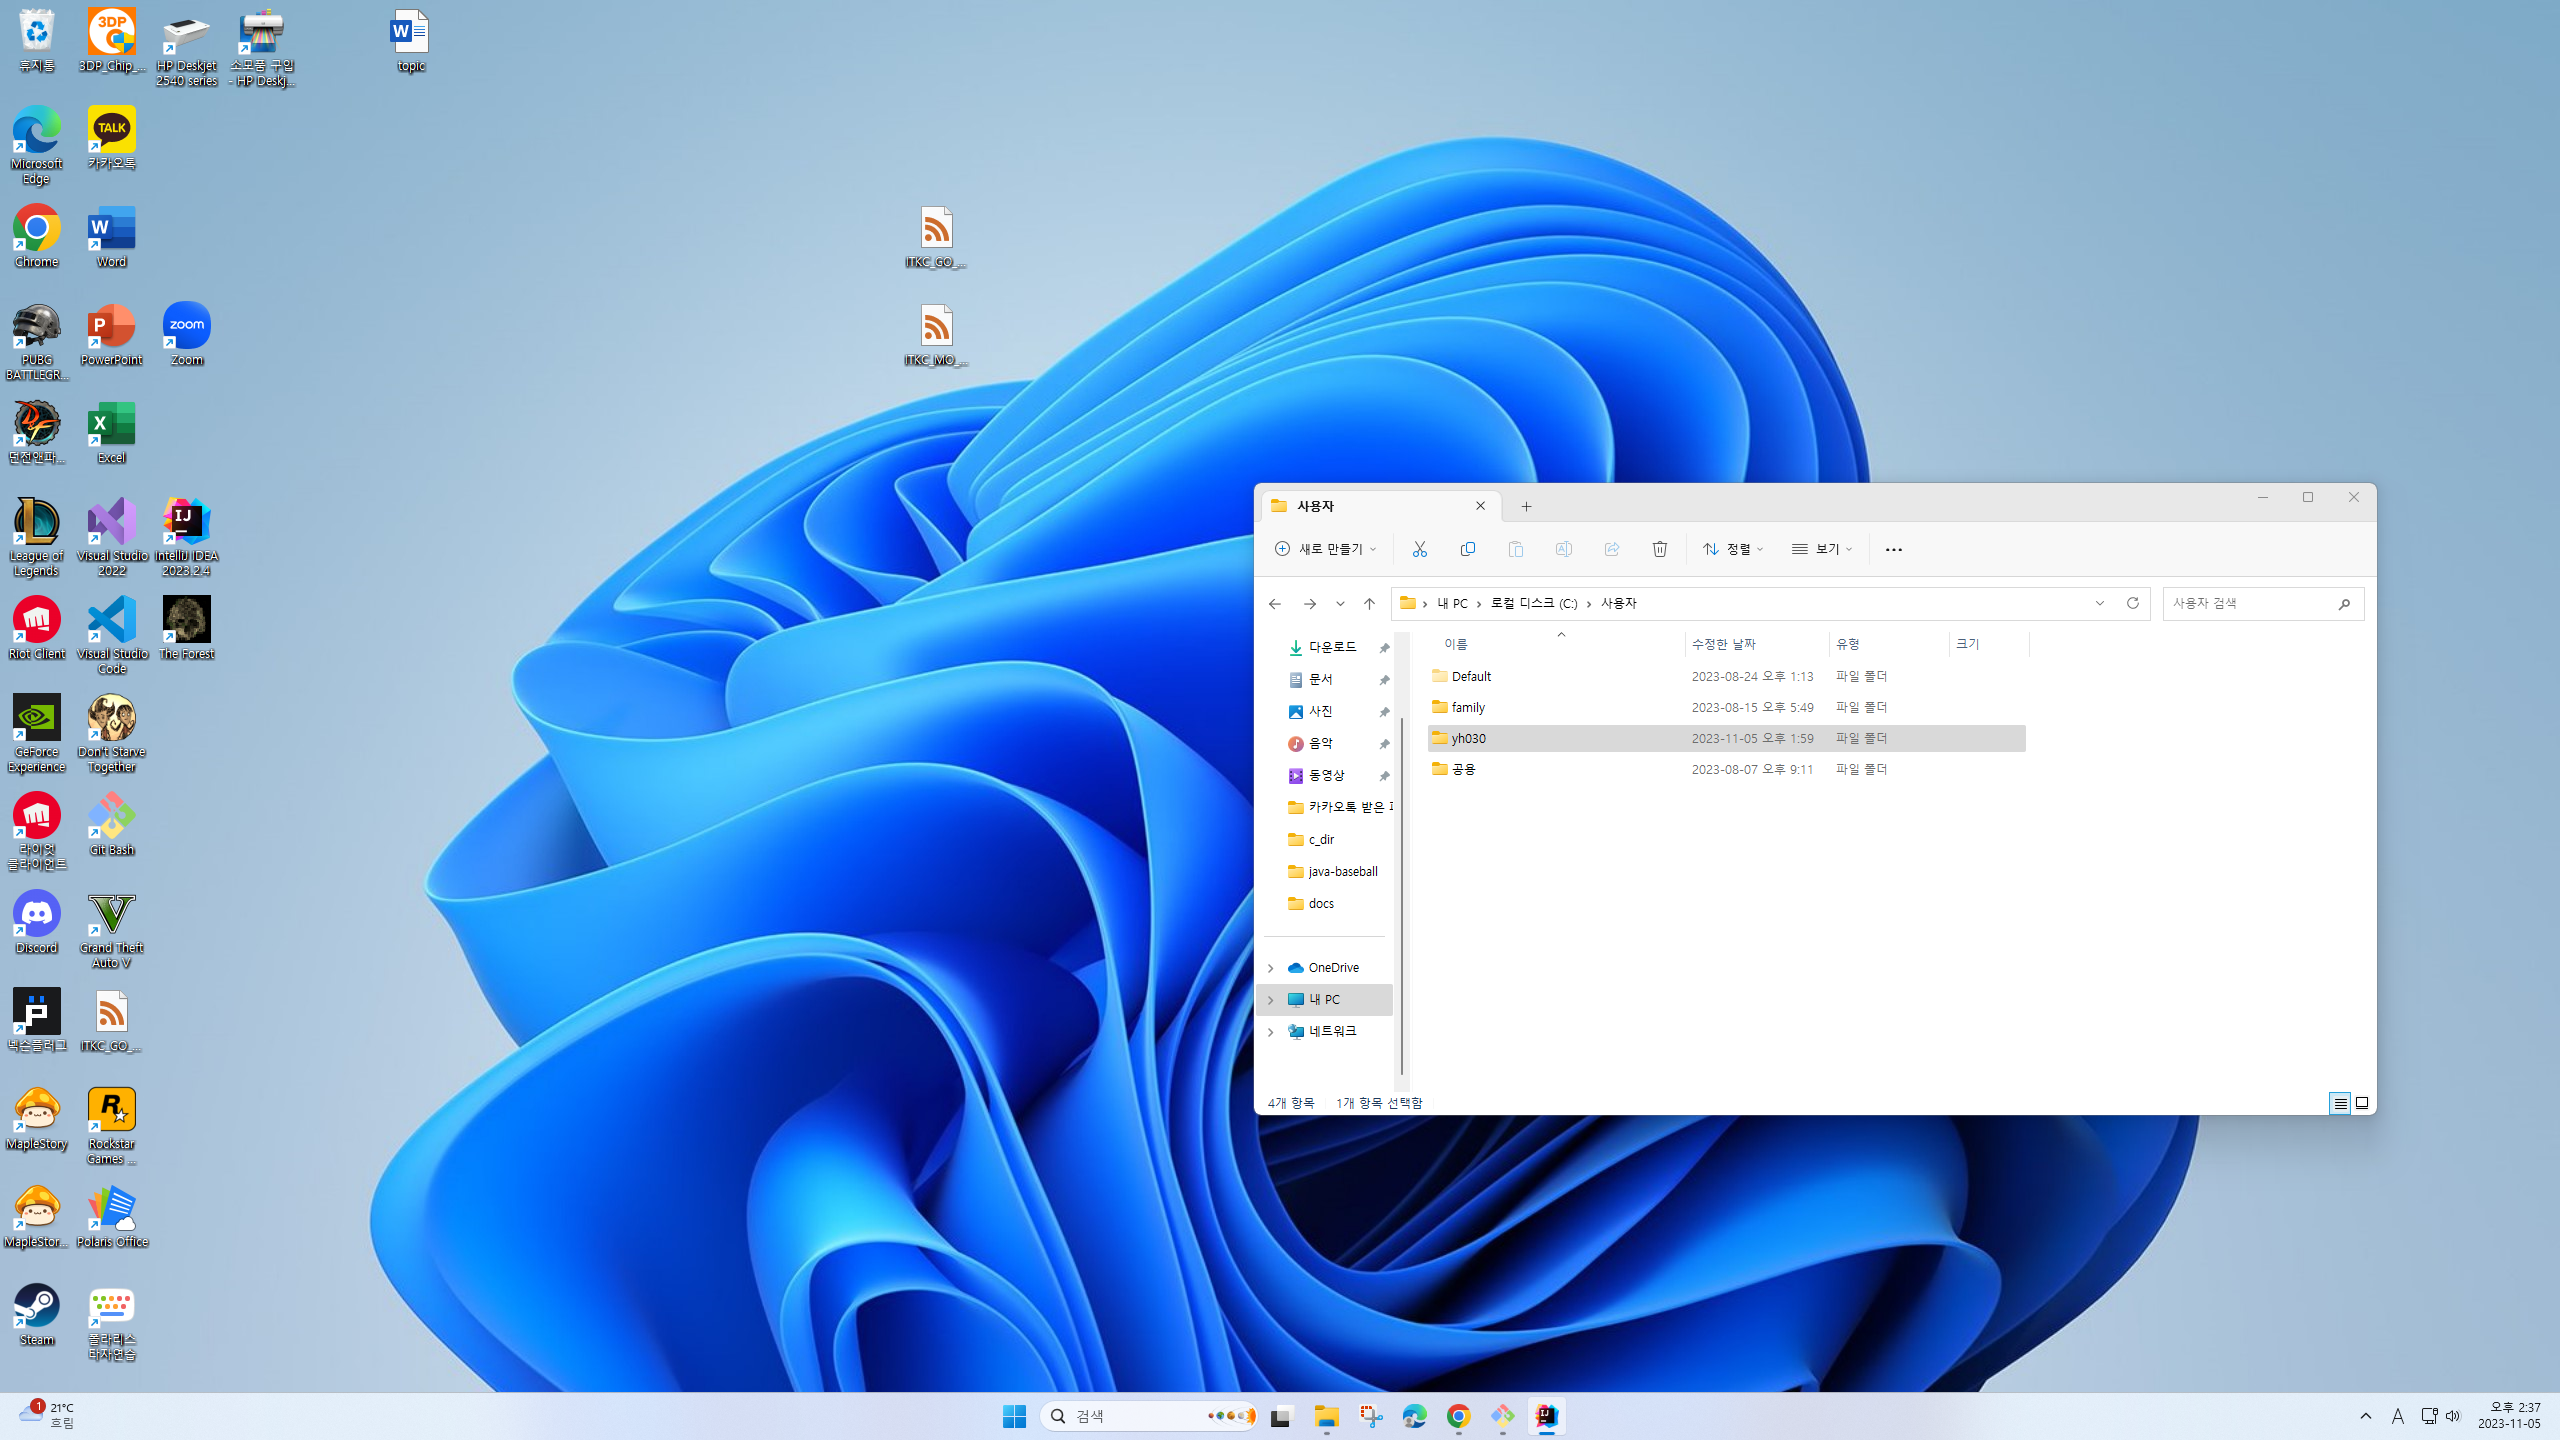 휴지통
3DP_Chip_...
HP Deskjet
2540 series
소모품 구입
- HP Deskj...
topic
Microsoft
Edge
카카오톡
Chrome
Word
ITKC_GO_...
PUBG
BATTLEGR...
PowerPoint
Zoom
ITKC_MO_...
던전앤파...
Excel
League of
Legends
Visual Studio
2022
IntelliJ IDEA
2023.2.4
Riot Client
Visual Studio
Code
The Forest
GeForce
Experience
Don't Starve
Together
라이엇
클라이언트
Git Bash
Discord
Grand Theft
Auto V
넥슨플러그
ITKC_GO_...
MapleStory
Rockstar
Games ...
MapleStor...
Polaris Office
Steam
폴라리스
타자연습
사용자
새로 만들기
정렬
보기
내 PC
로컬 디스크 (C:)
사용자
사용자 검색
다운로드
문서
사진
음악
동영상
카카오톡 받은
c_dir
java-baseball
docs
OneDrive
내 PC
네트워크
이름 수정한 날짜 유형 크기
Default 2023-08-24 오후 1:13 파일 폴더
family 2023-08-15 오후 5:49 파일 폴더
yh030 2023-11-05 오후 1:59 파일 폴더
공용 2023-08-07 오후 9:11 파일 폴더
4개 항목 1개 항목 선택함
1
21°C
흐림
검색
A
오후 2:37
2023-11-05